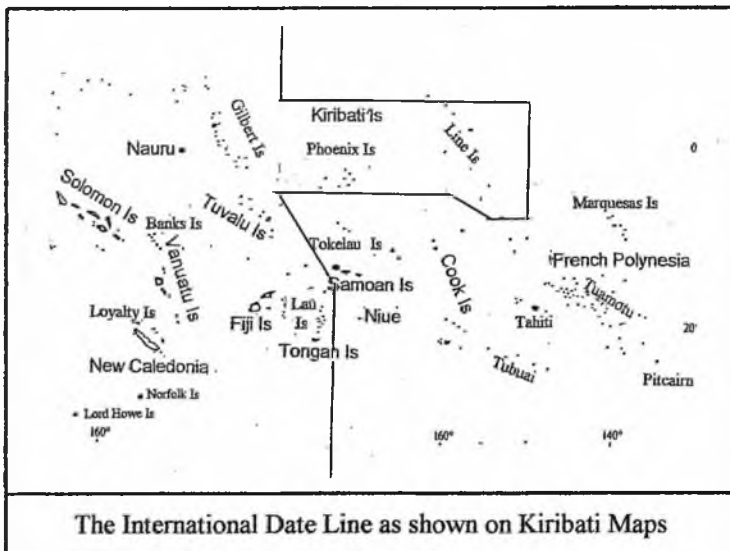 Kiribati Is
Gilbert Is
Line Is
Nauru
Phoenix Is
0
Solomon Is
Tuvalu Is
Marquesas Is
Banks Is
Vanuatu Is
Tokelau Is
French Polynesia
Samoan Is
Cook Is
Tuamotu
Loyalty Is
Fiji Is
Lau
Is
Niue
Tahiti
20'
Tongan Is
New Caledonia
Tubuai
Pitcairn
Norfolk Is
Lord Howe Is
160°
160°
140°
The International Date Line as shown on Kiribati Maps